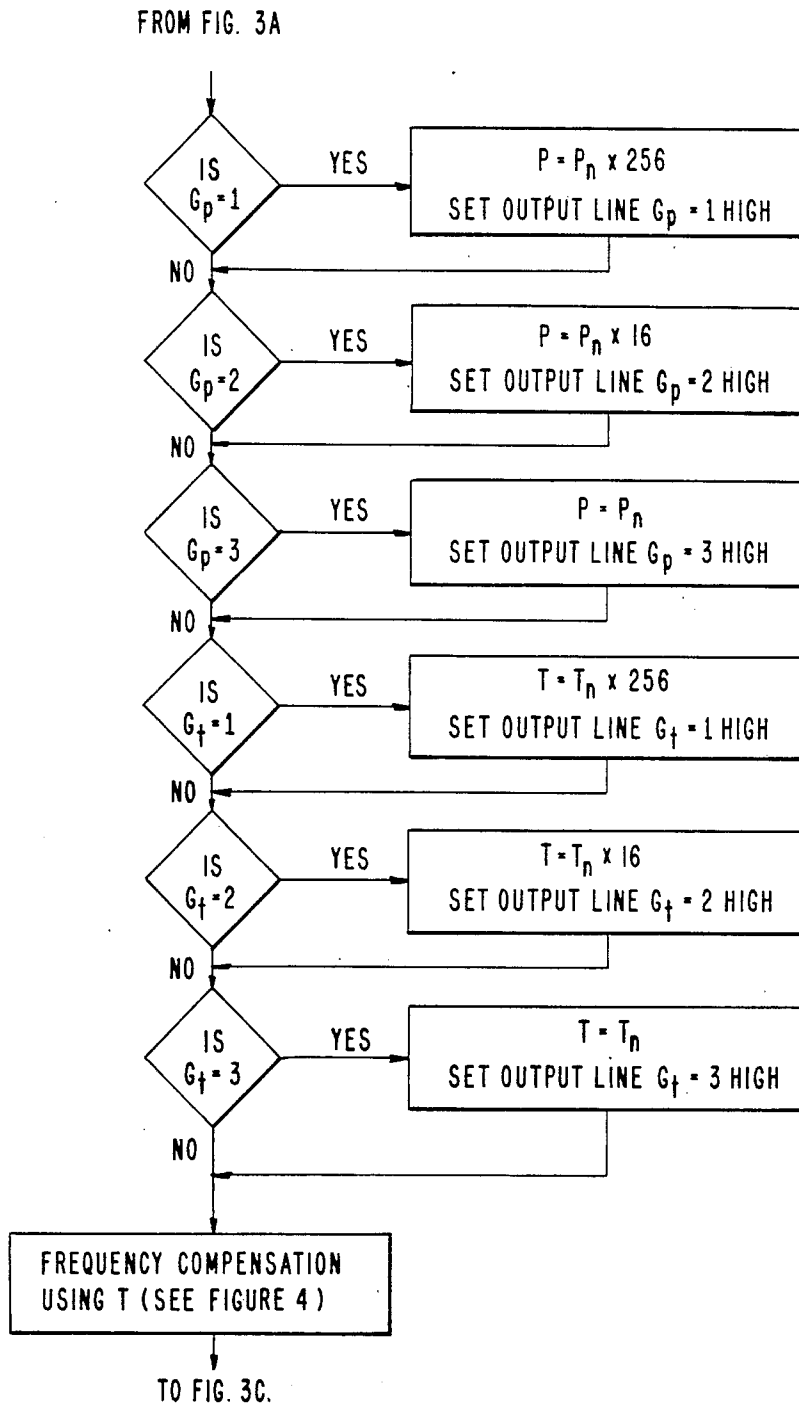 FROM FIG. 3A
IS
Gp=1
YES
P = Pn x 256
SET OUTPUT LINE Gp = 1 HIGH
NO
IS
Gp=2
YES
P = Pn x 16
SET OUTPUT LINE Gp = 2 HIGH
NO
IS
Gp=3
YES
P = Pn
SET OUTPUT LINE Gp = 3 HIGH
NO
IS
Gt=1
YES
T = Tn x 256
SET OUTPUT LINE Gt = 1 HIGH
NO
IS
Gt=2
YES
T = Tn x 16
SET OUTPUT LINE Gt = 2 HIGH
NO
IS
Gt=3
YES
T = Tn
SET OUTPUT LINE Gt = 3 HIGH
NO
FREQUENCY COMPENSATION
USING T (SEE FIGURE 4)
TO FIG. 3C.